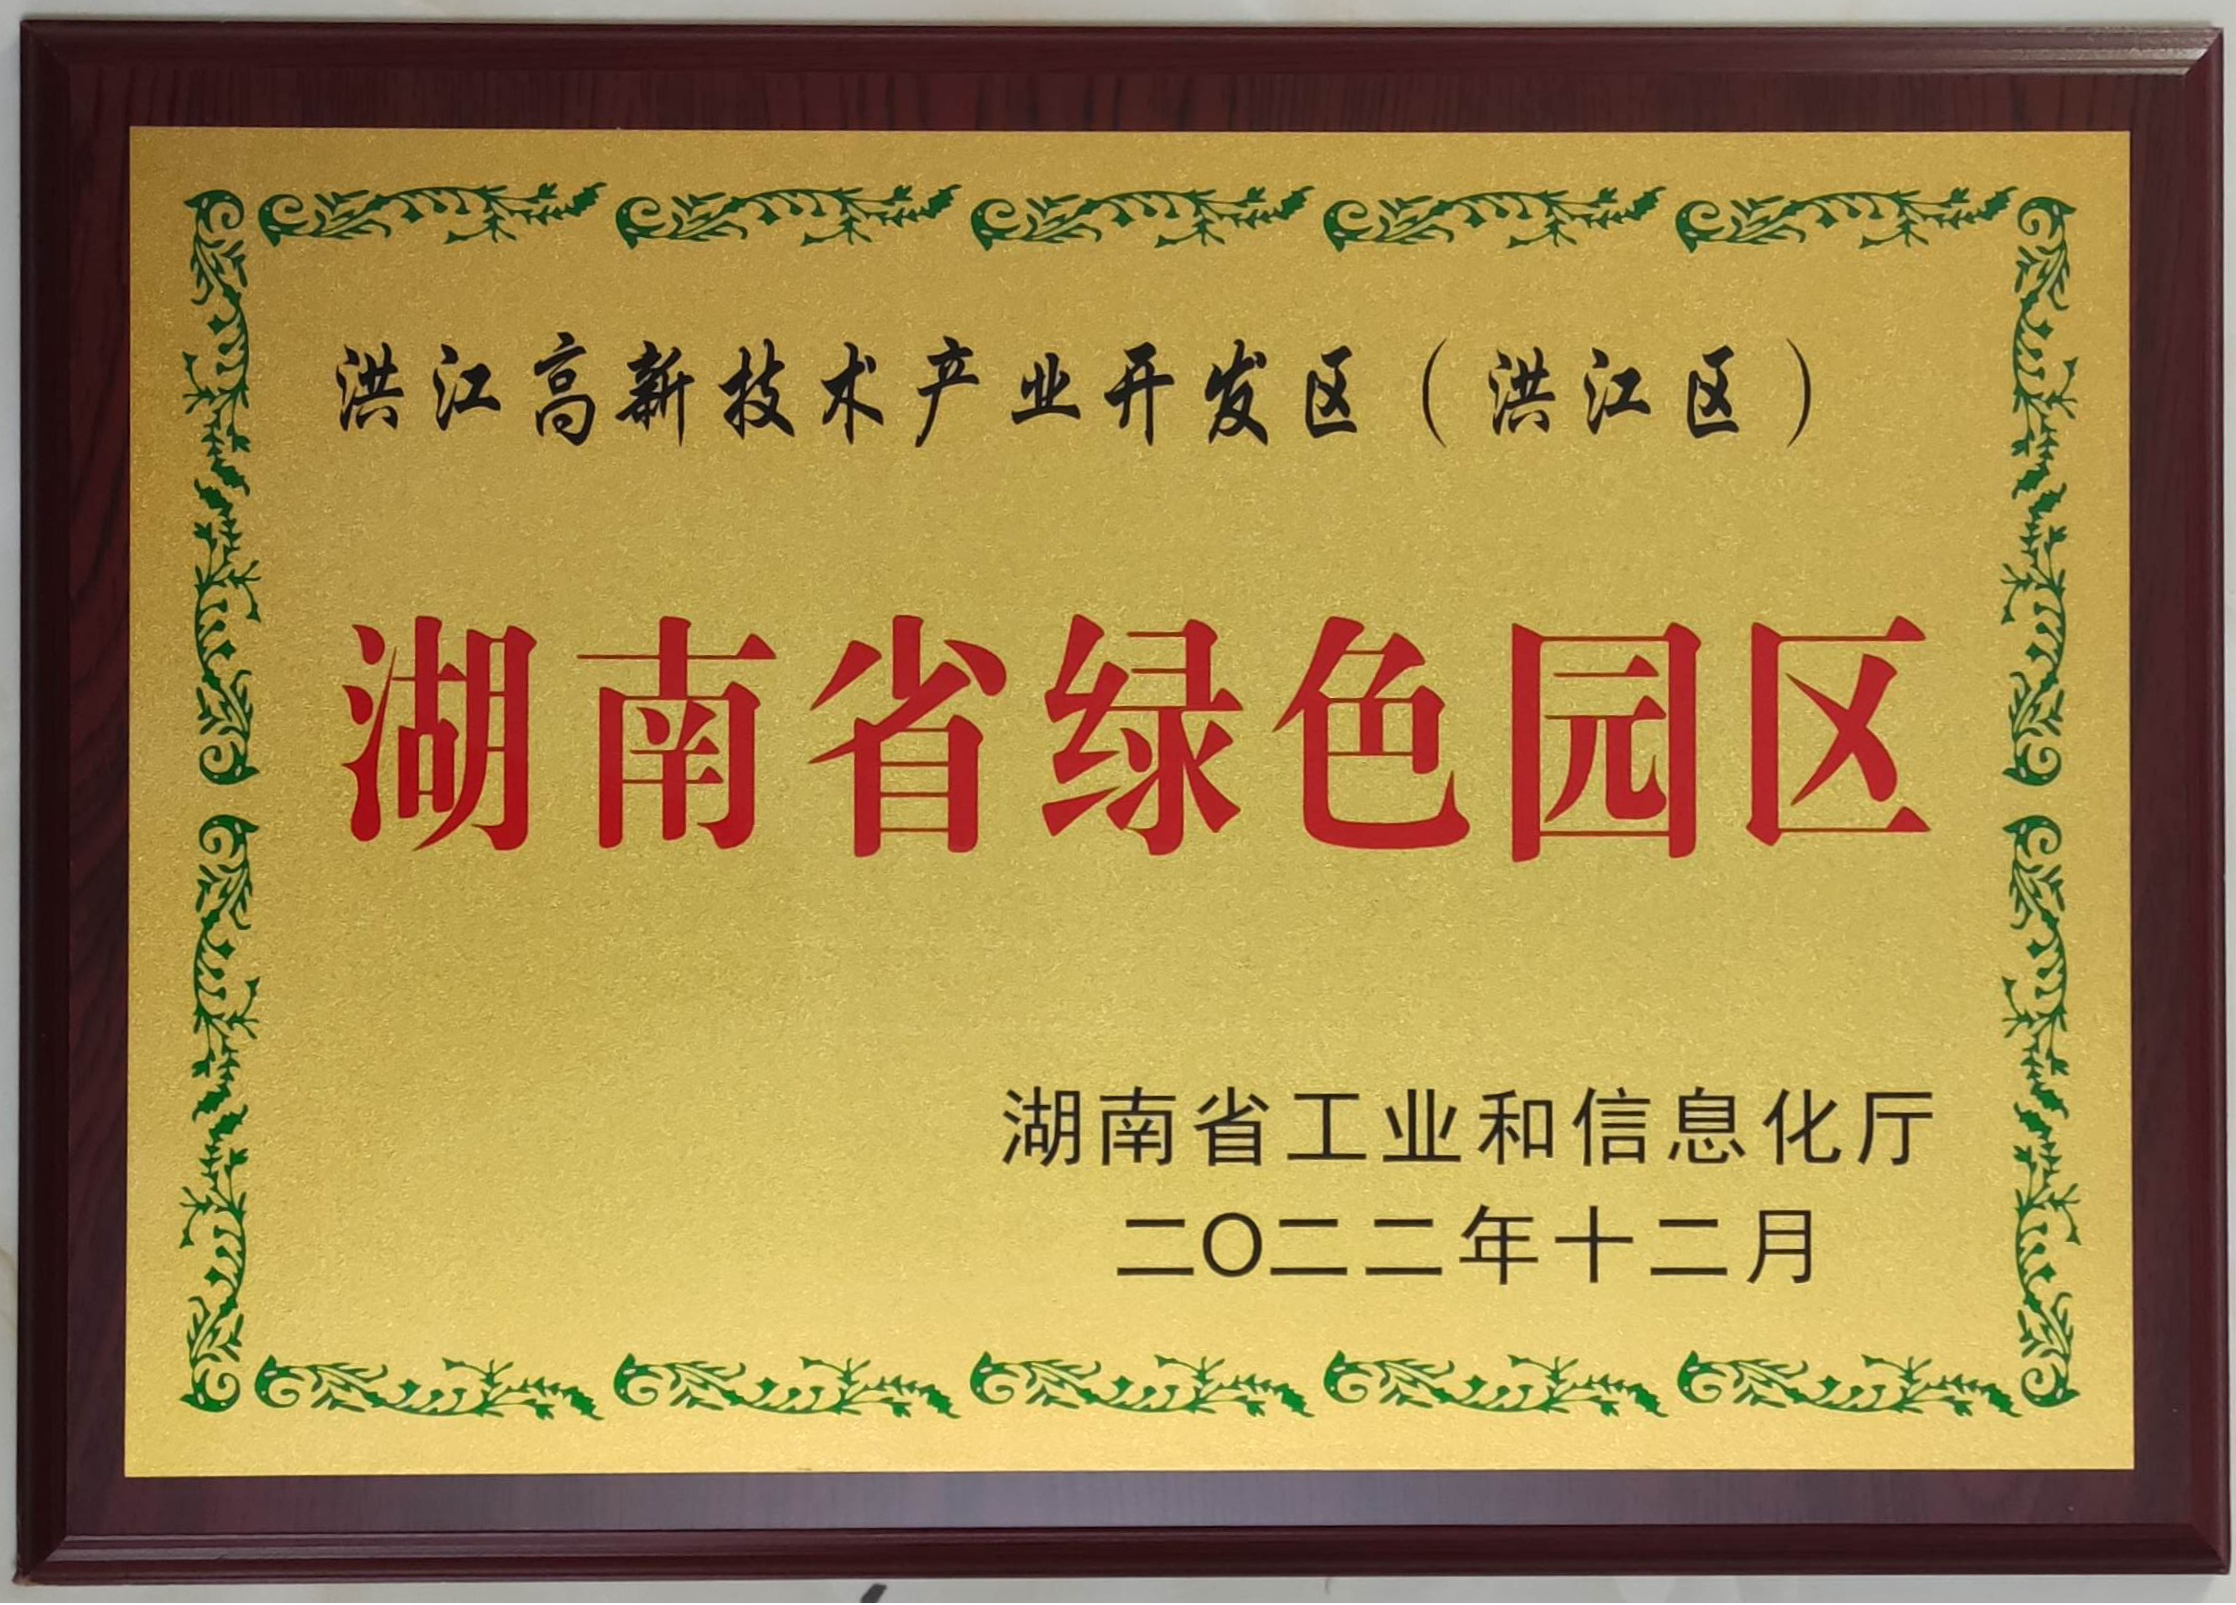 洪江高新技术产业开发区（洪江区）
湖南省绿色园区
湖南省工业和信息化厅
二〇二二年十二月